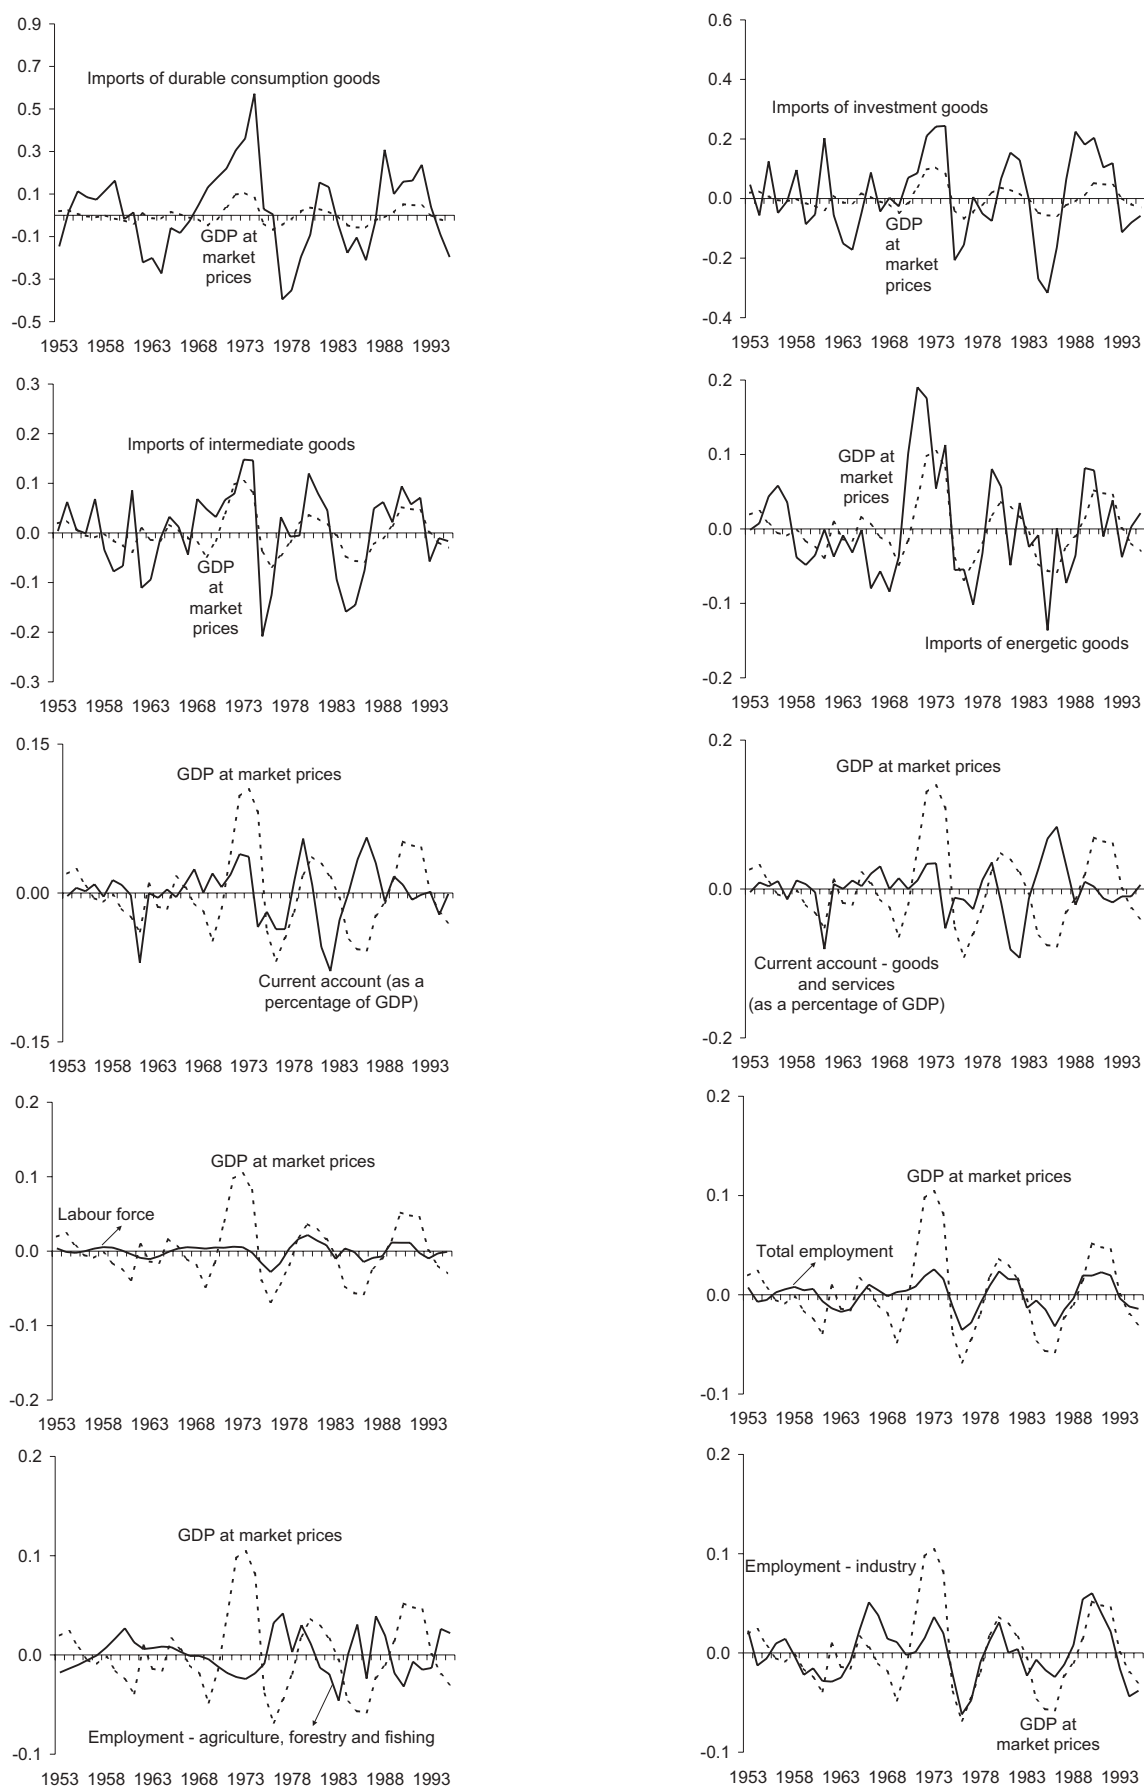 0.9
0.7
0.5
0.3
0.1
-0.1
-0.3
-0.5
Imports of durable consumption goods
GDP at
market
prices
1953 1958 1963 1968 1973 1978 1983 1988 1993
0.6
0.4
0.2
0.0
-0.2
-0.4
Imports of investment goods
GDP
at
market
prices
1953 1958 1963 1968 1973 1978 1983 1988 1993
0.3
0.2
0.1
0.0
-0.1
-0.2
-0.3
Imports of intermediate goods
GDP
at
market
prices
1953 1958 1963 1968 1973 1978 1983 1988 1993
0.2
0.1
0.0
-0.1
-0.2
GDP at
market
prices
Imports of energetic goods
1953 1958 1963 1968 1973 1978 1983 1988 1993
0.15
0.00
-0.15
GDP at market prices
Current account (as a
percentage of GDP)
1953 1958 1963 1968 1973 1978 1983 1988 1993
0.2
0.0
-0.2
GDP at market prices
Current account - goods
and services
(as a percentage of GDP)
1953 1958 1963 1968 1973 1978 1983 1988 1993
0.2
0.1
0.0
-0.1
-0.2
GDP at market prices
Labour force
1953 1958 1963 1968 1973 1978 1983 1988 1993
0.2
0.1
0.0
-0.1
GDP at market prices
Total employment
1953 1958 1963 1968 1973 1978 1983 1988 1993
0.2
0.1
0.0
-0.1
GDP at market prices
Employment - agriculture, forestry and fishing
1953 1958 1963 1968 1973 1978 1983 1988 1993
0.2
0.1
0.0
-0.1
Employment - industry
GDP at
market prices
1953 1958 1963 1968 1973 1978 1983 1988 1993